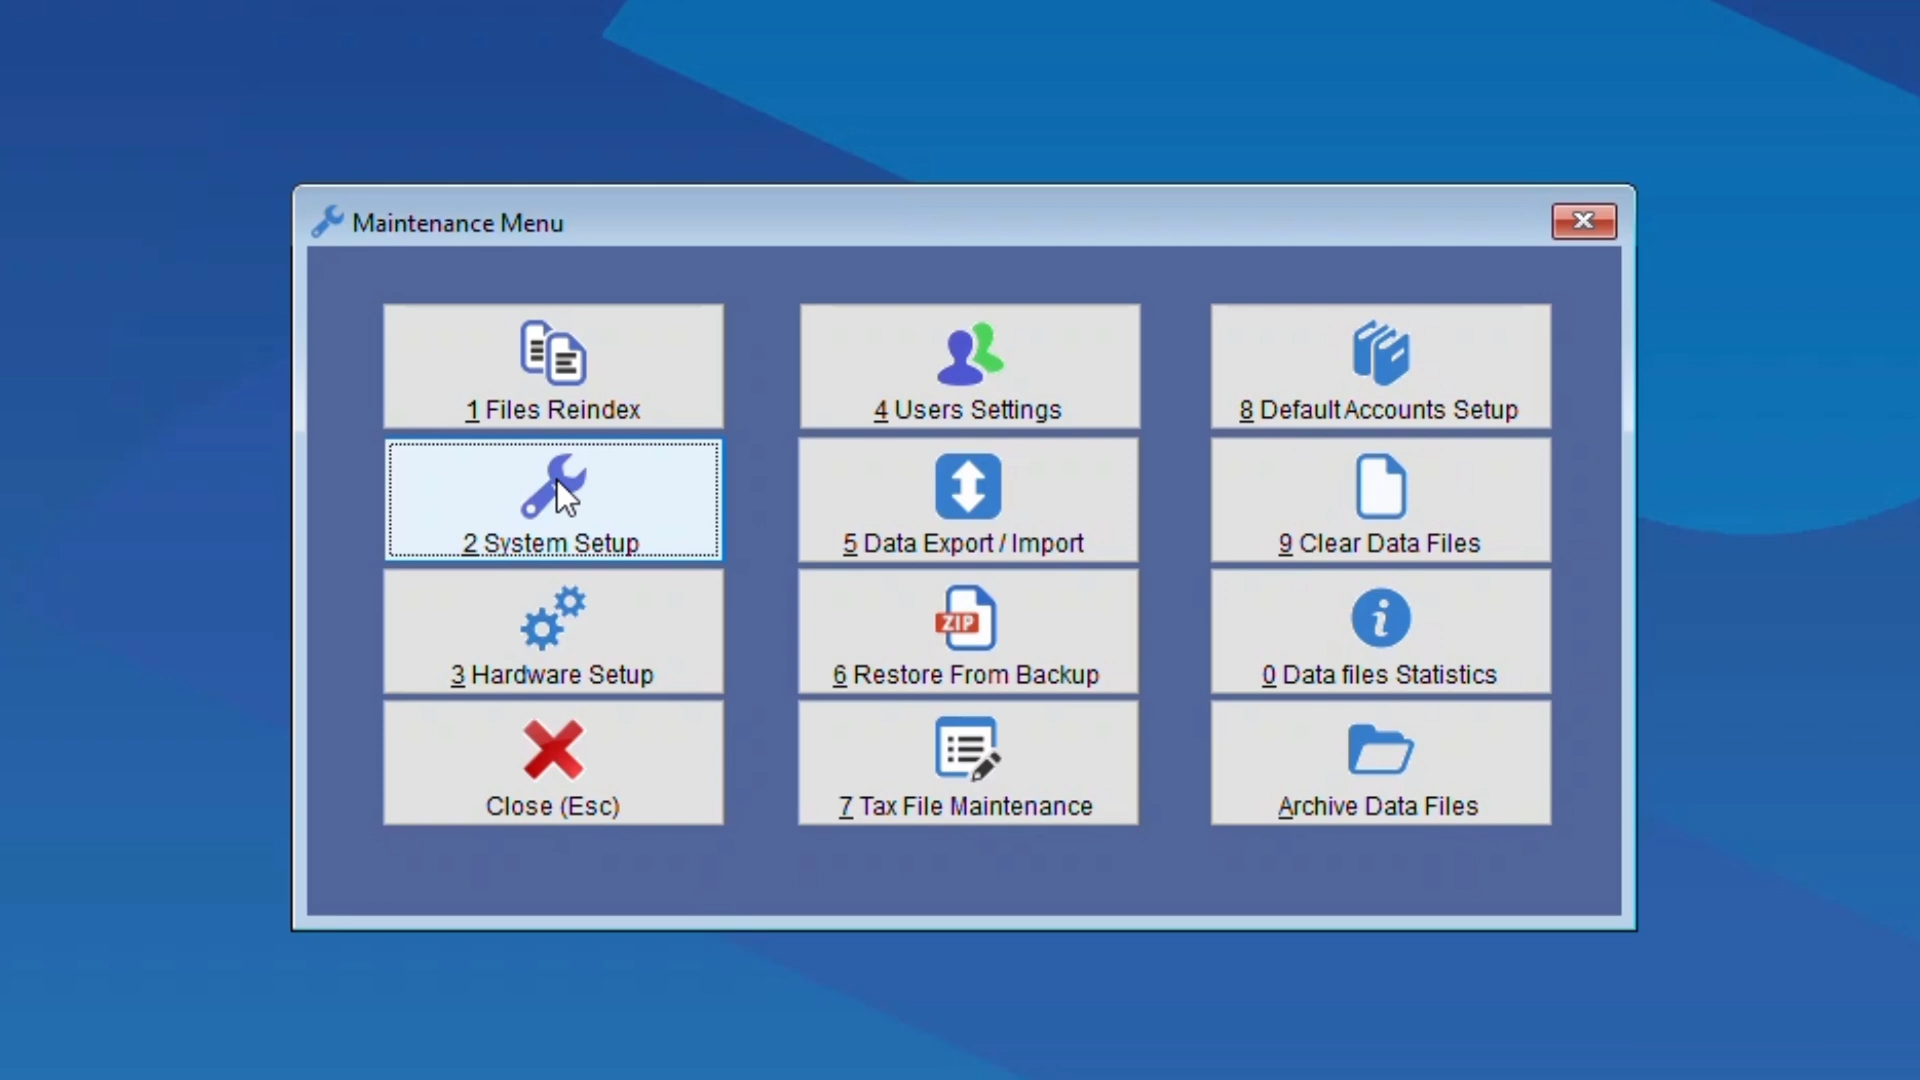 Maintenance Menu
1 Files Reindex
4 Users Settings
8 Default Accounts Setup
2 System Setup
5 Data Export / Import
9 Clear Data Files
3 Hardware Setup
ZIP
6 Restore From Backup
0 Data files Statistics
Close (Esc)
7 Tax File Maintenance
Archive Data Files